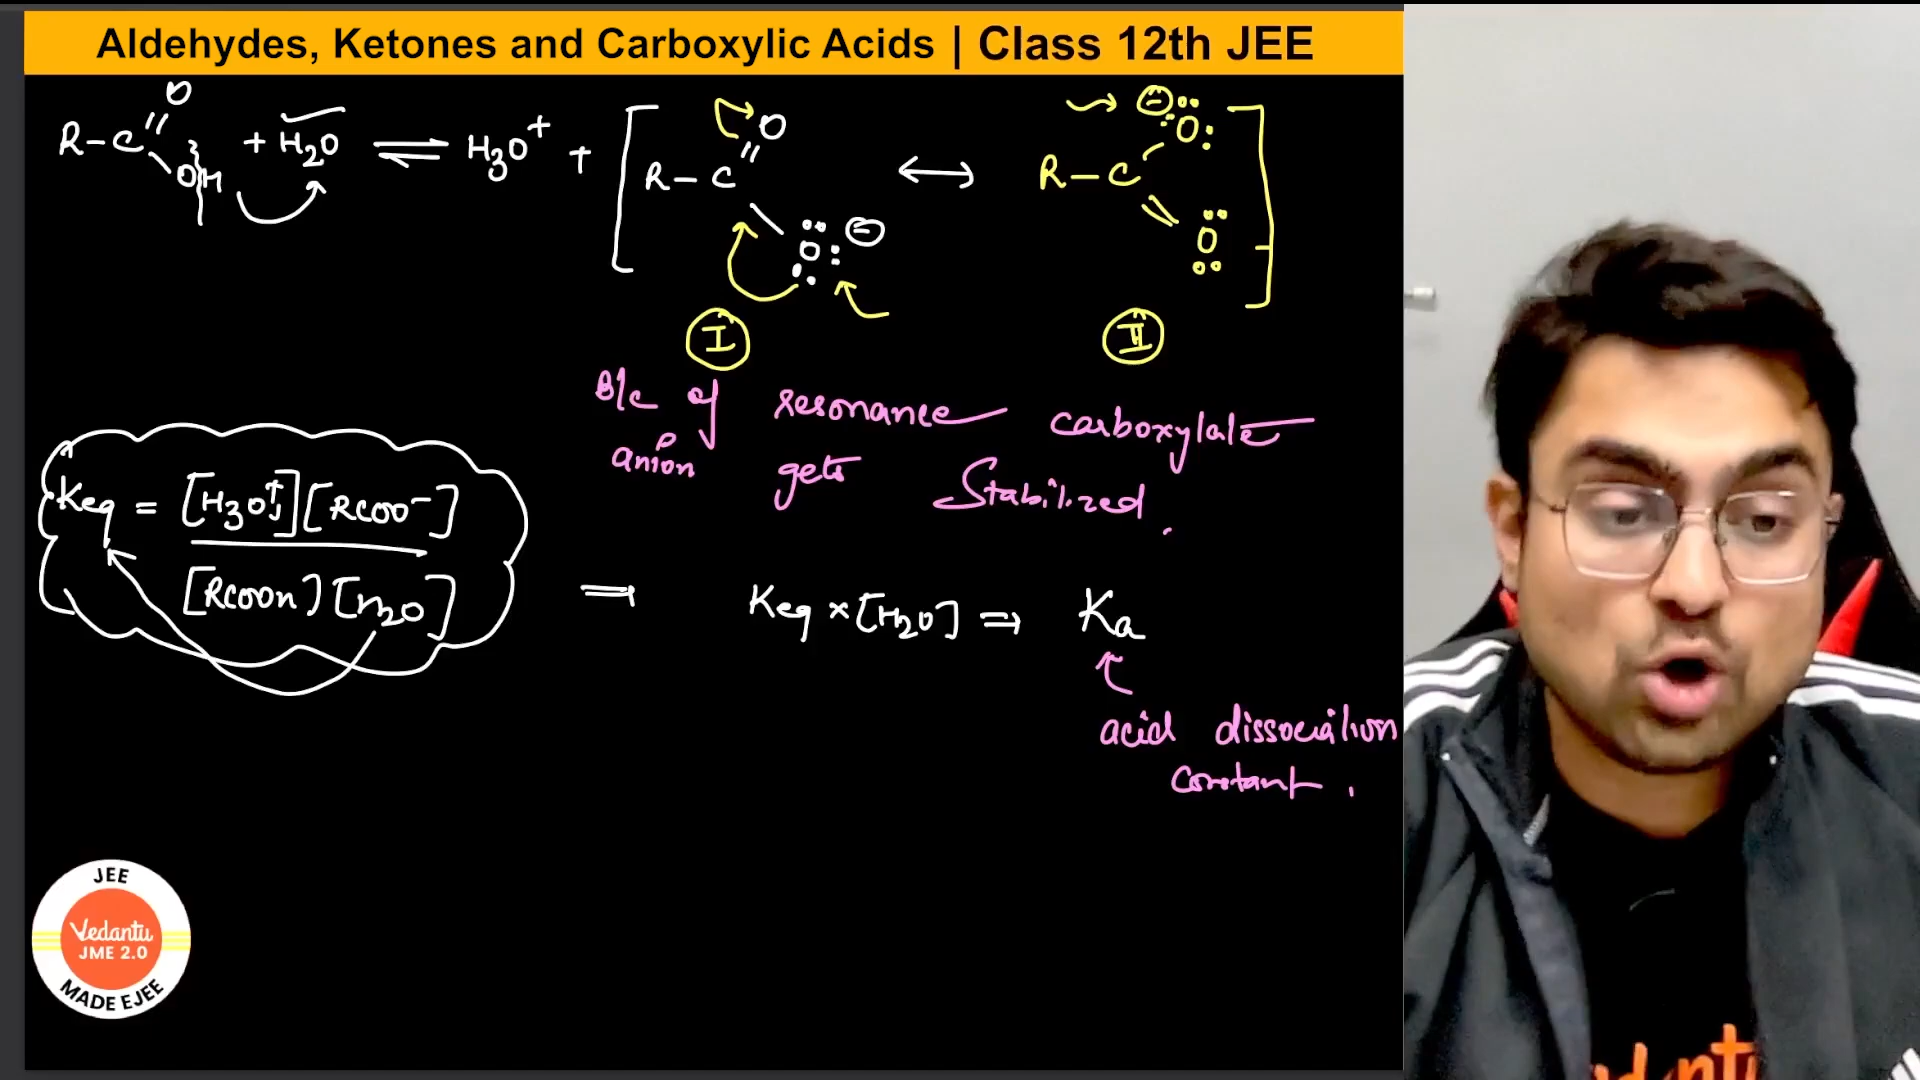 Aldehydes, Ketones and Carboxylic Acids | Class 12th JEE
R-C=O OH + H2O ⇌ H3O+ + [R-C=O O:⊖ ↔ R-C O:⊖ =O]
I II
B/c of resonance carboxylate
anion gets Stabilized.
Keq = [H3O+][RCOO-]
[RCOOH][H2O]
⇒ Keq × [H2O] ⇒ Ka
acid dissociation
constant.
JEE
Vedantu
JME 2.0
MADE EJEE